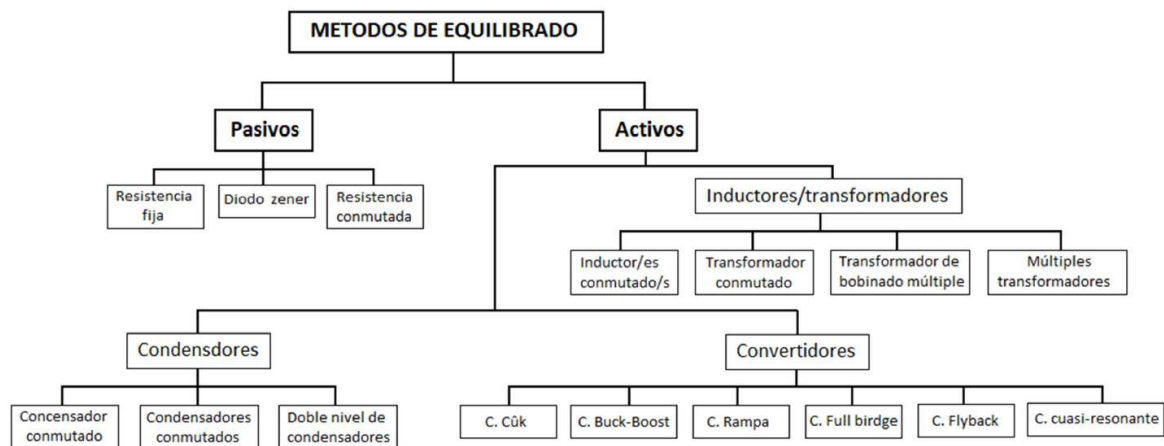 METODOS DE EQUILIBRADO
Pasivos
Activos
Resistencia
fija
Diodo zener
Resistencia
conmutada
Inductores/transformadores
Inductor/es
conmutado/s
Transformador
conmutado
Transformador de
bobinado múltiple
Múltiples
transformadores
Condensdores
Convertidores
Concensador
conmutado
Condensadores
conmutados
Doble nivel de
condensadores
C. Cûk
C. Buck-Boost
C. Rampa
C. Full birdge
C. Flyback
C. cuasi-resonante